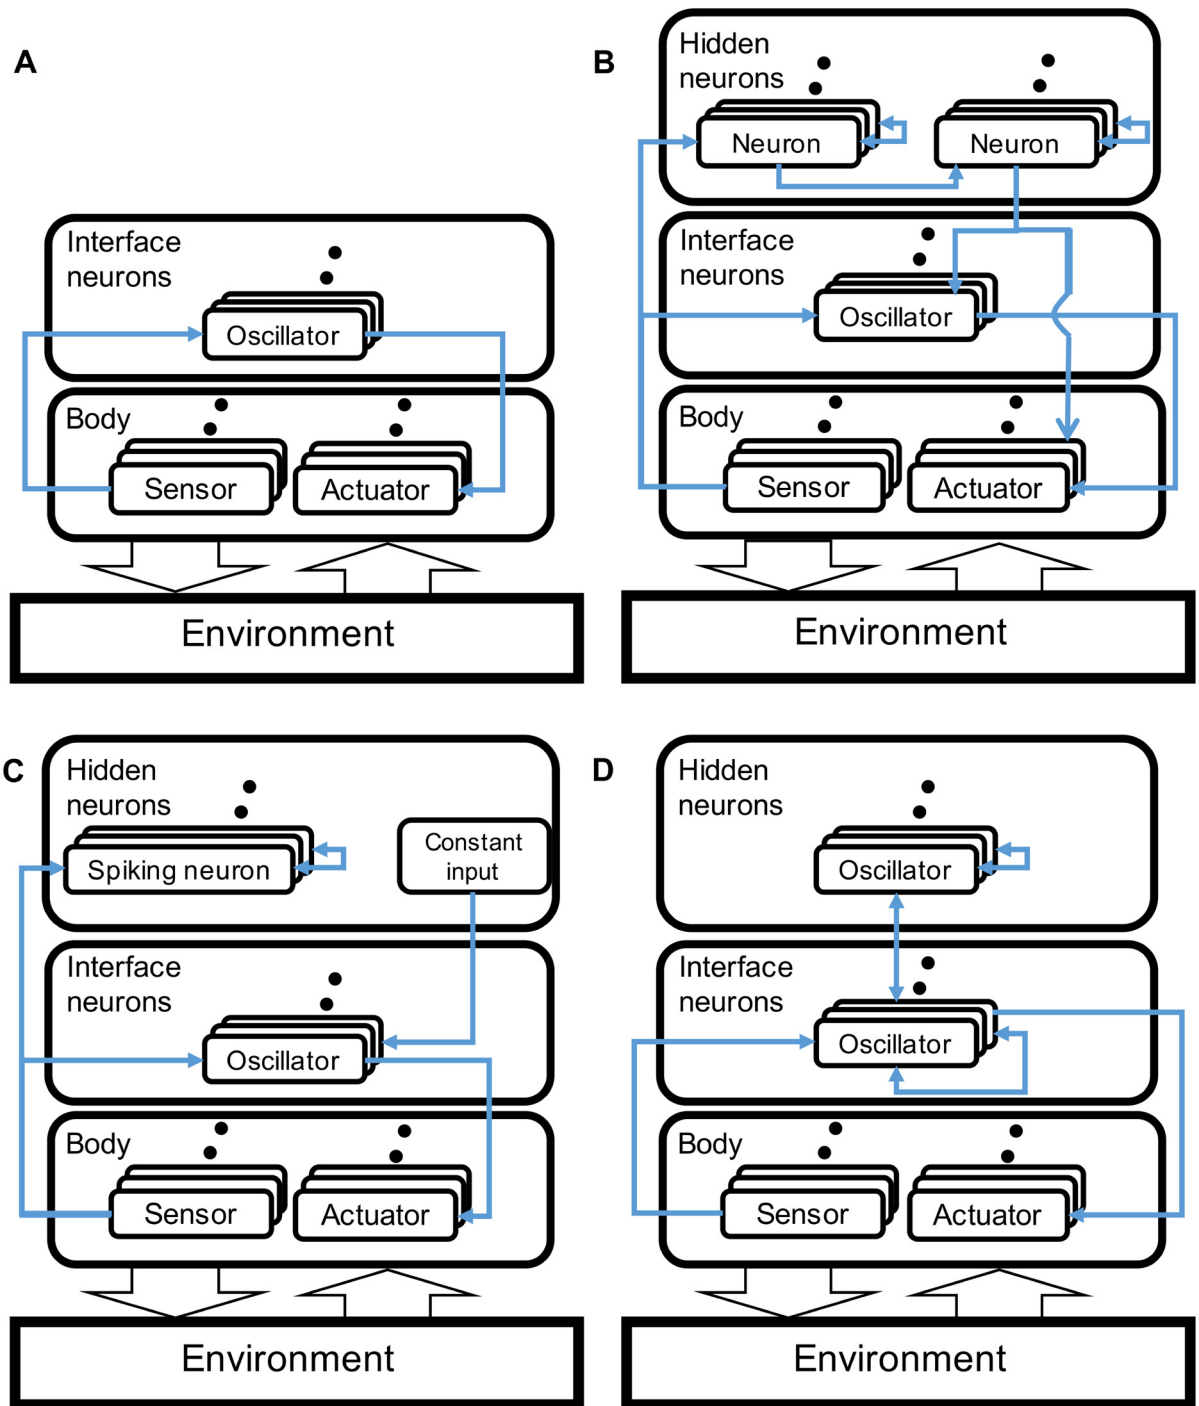 A
Interface
neurons
Oscillator
Body
Sensor
Actuator
Environment
B
Hidden
neurons
Neuron
Neuron
Interface
neurons
Oscillator
Body
Sensor
Actuator
Environment
C
Hidden
neurons
Spiking neuron
Constant
input
Interface
neurons
Oscillator
Body
Sensor
Actuator
Environment
D
Hidden
neurons
Oscillator
Interface
neurons
Oscillator
Body
Sensor
Actuator
Environment